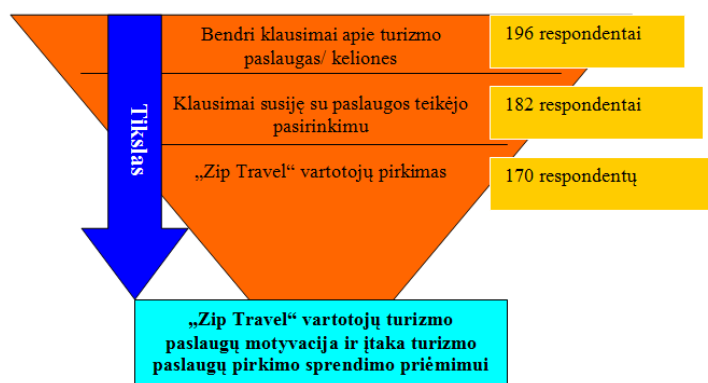 Bendri klausimai apie turizmo
paslaugas/ keliones
196 respondentai
Klausimai susiję su paslaugos teikėjo
pasirinkimu
182 respondentai
„Zip Travel“ vartotojų pirkimas
170 respondentų
Tikslas
„Zip Travel“ vartotojų turizmo
paslaugų motyvacija ir įtaka turizmo
paslaugų pirkimo sprendimo priėmimui